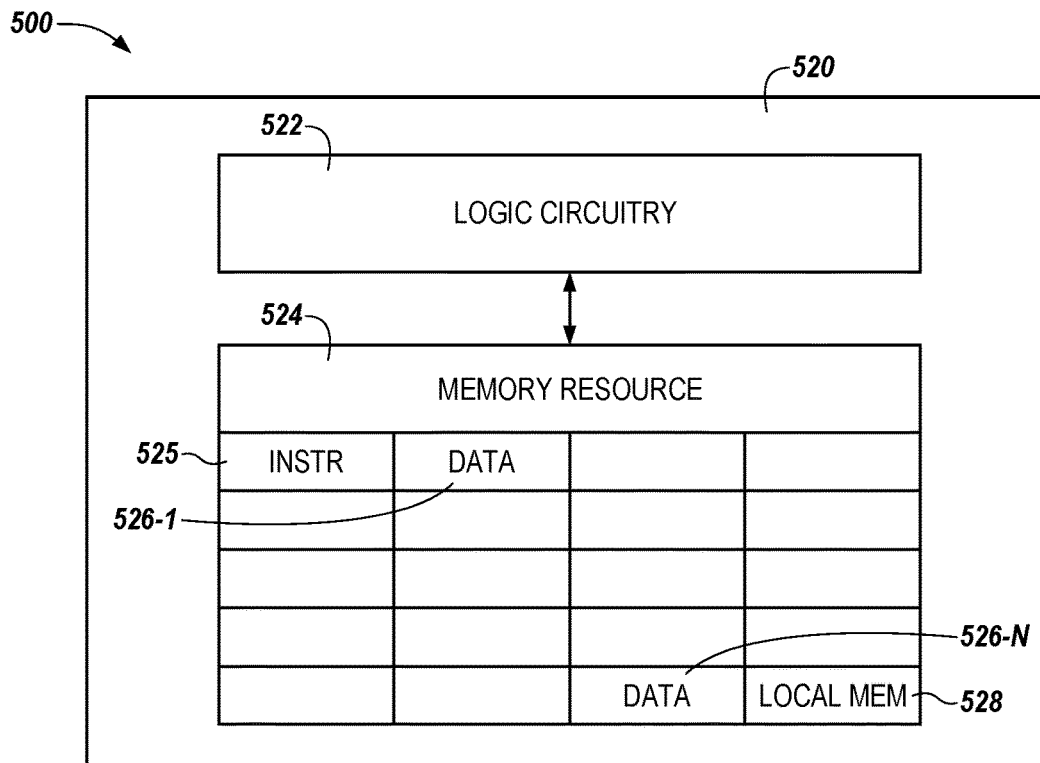 500
520
522
LOGIC CIRCUITRY
524
MEMORY RESOURCE
525
INSTR
DATA
526-1
526-N
DATA
LOCAL MEM
528